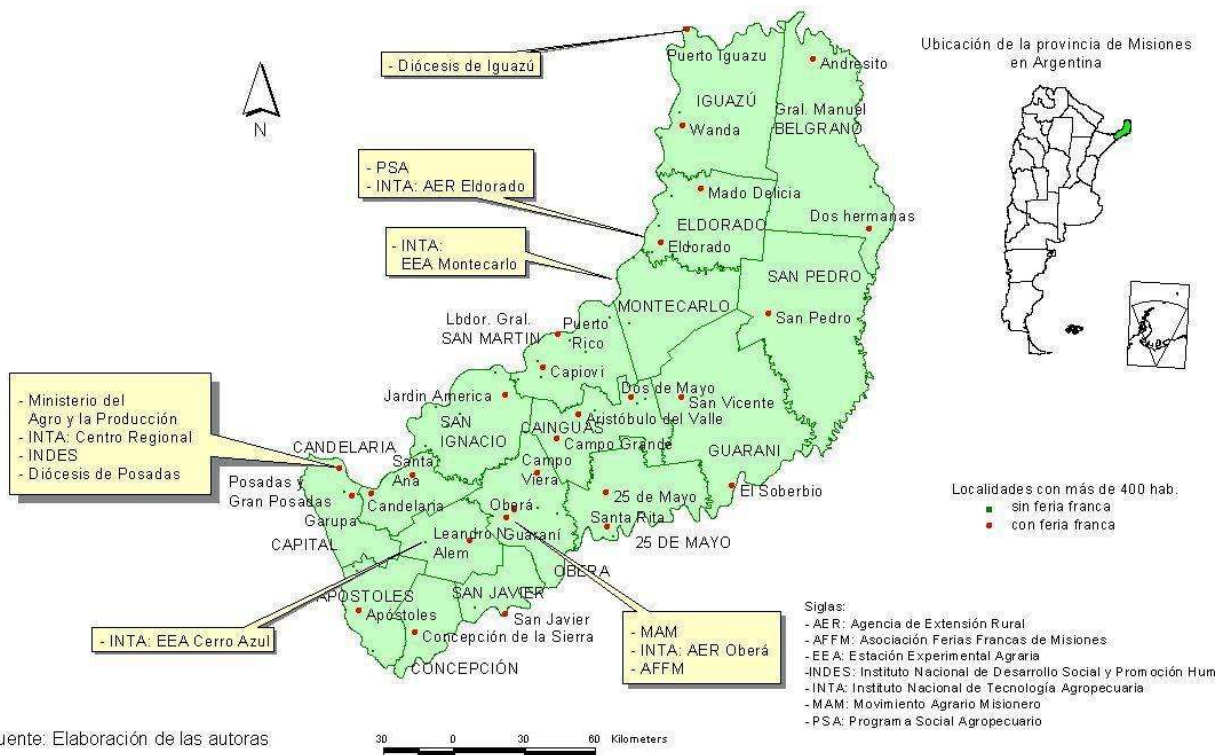 Ubicación de la provincia de Misiones
en Argentina
- Diócesis de Iguazú
Puerto Iguazu
Andresito
IGUAZÚ
Gral. Manuel
BELGRANO
Wanda
N
- PSA
- INTA: AER Eldorado
Mado Delicia
Dos hermanas
ELDORADO
Eldorado
- INTA:
EEA Montecarlo
SAN PEDRO
MONTECARLO
San Pedro
Lbdor. Gral.
SAN MARTIN
Puerto
Rico
Capioví
Jardin America
Dos de Mayo
San Vicente
- Ministerio del
Agro y la Producción
- INTA: Centro Regional
- INDES
- Diócesis de Posadas
SAN
IGNACIO
CAINGUAS
Aristóbulo del Valle
Campo Grande
CANDELARIA
GUARANI
Santa
Ana
Campo
Viera
Posadas y
Gran Posadas
Candelaria
25 de Mayo
El Soberbio
Localidades con más de 400 hab.
sin feria franca
con feria franca
Garupa
Oberá
Santa Rita
CAPITAL
Leandro N.
Alem
Guaraní
25 DE MAYO
OBERA
APOSTOLES
SAN JAVIER
Apóstoles
San Javier
Concepción de la Sierra
CONCEPCIÓN
- INTA: EEA Cerro Azul
- MAM
- INTA: AER Oberá
- AFFM
Siglas:
- AER: Agencia de Extensión Rural
- AFFM: Asociación Ferias Francas de Misiones
- EEA: Estación Experimental Agraria
-INDES: Instituto Nacional de Desarrollo Social y Promoción Hum
- INTA: Instituto Nacional de Tecnología Agropecuaria
- MAM: Movimiento Agrario Misionero
- PSA: Programa Social Agropecuario
uente: Elaboración de las autoras
30 0 30 60 Kilometers